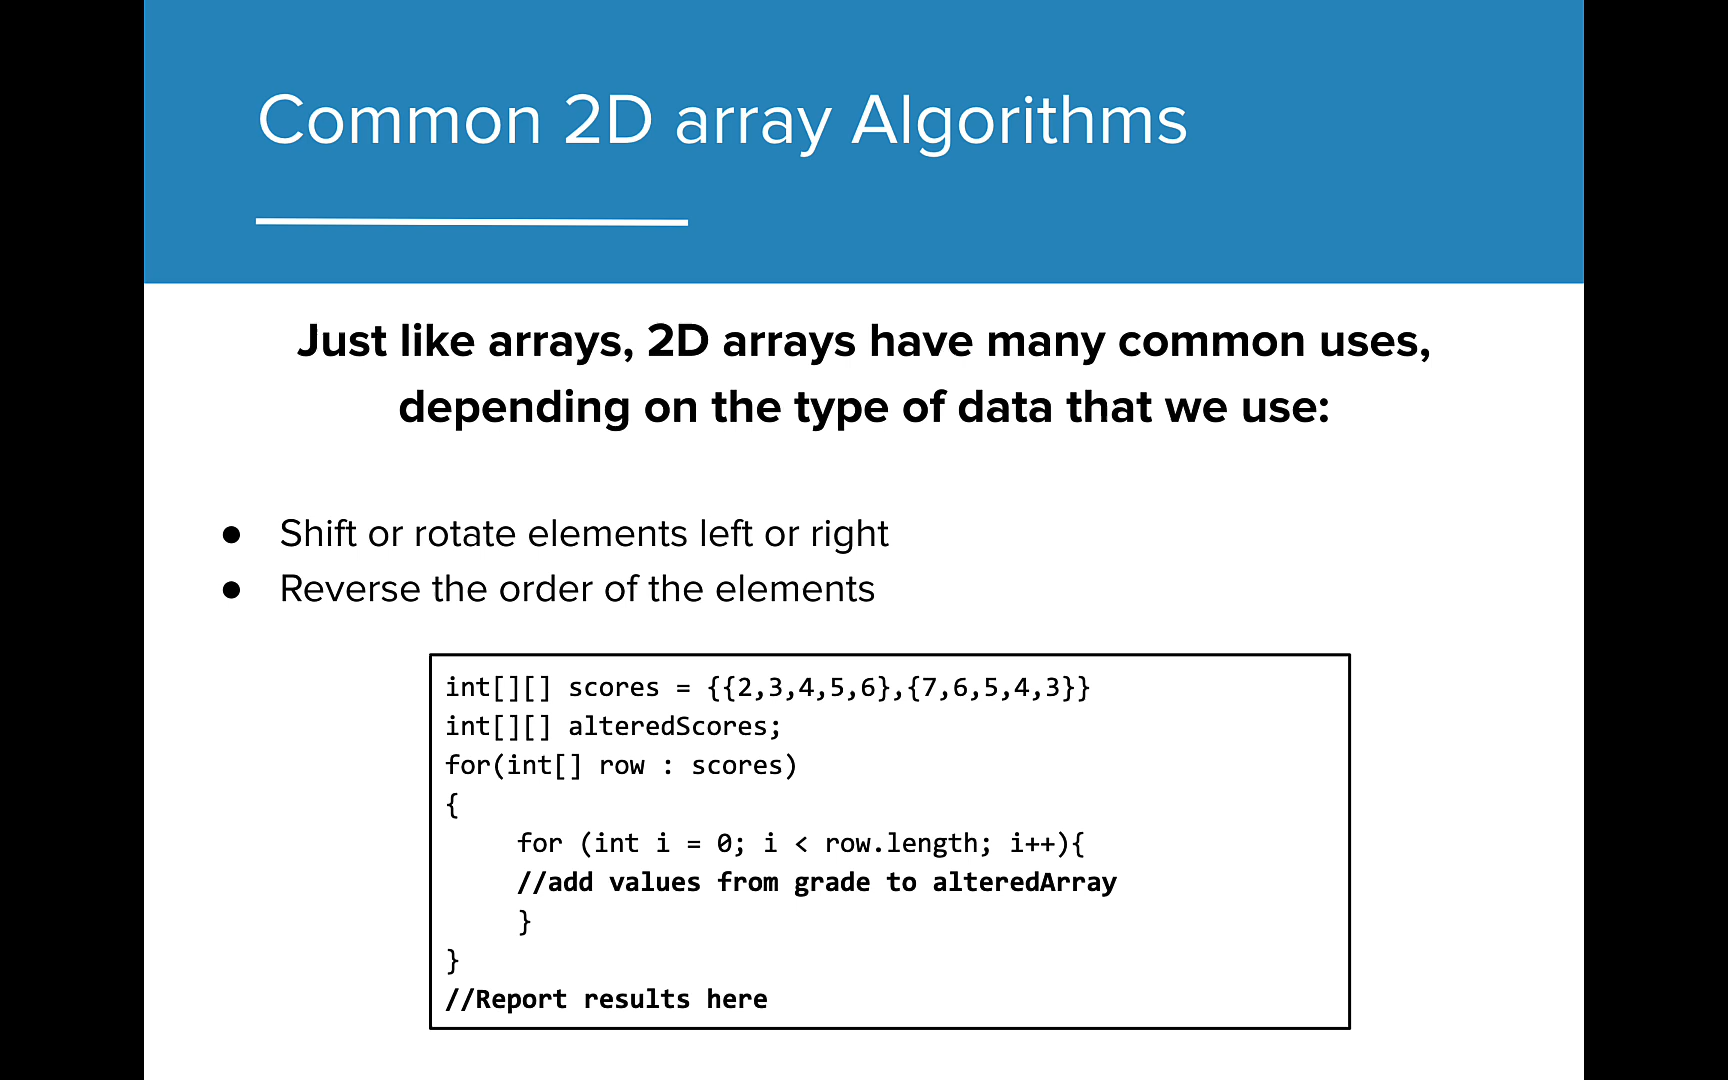 Common 2D array Algorithms
Just like arrays, 2D arrays have many common uses,
depending on the type of data that we use:
● Shift or rotate elements left or right
● Reverse the order of the elements
int[][] scores = {{2,3,4,5,6},{7,6,5,4,3}}
int[][] alteredScores;
for(int[] row : scores)
{
for (int i = 0; i < row.length; i++){
//add values from grade to alteredArray
}
}
//Report results here